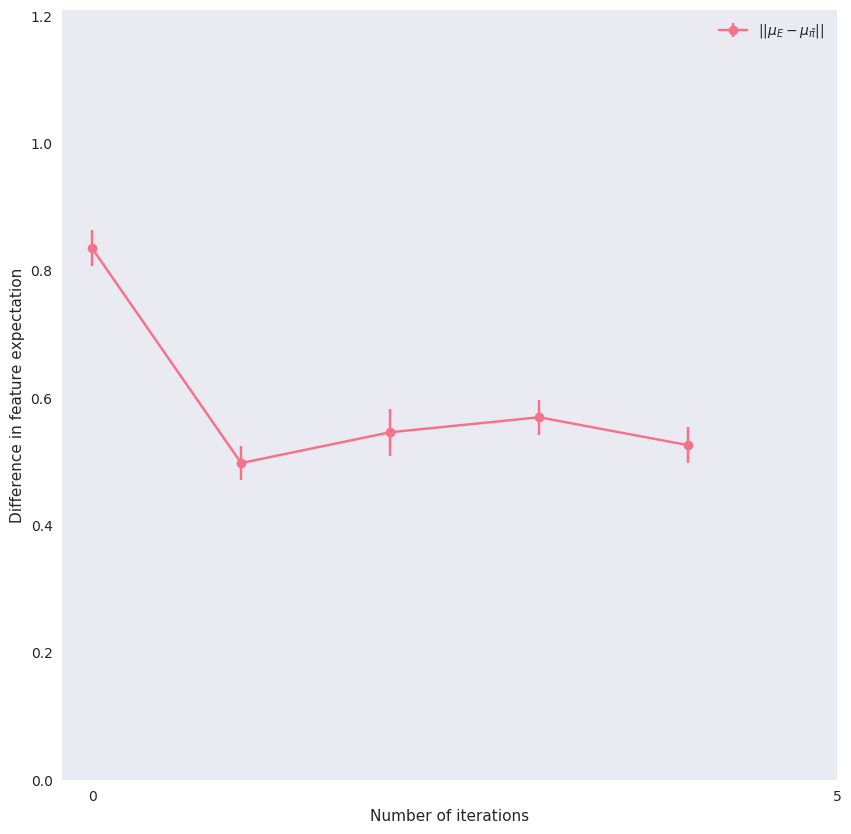 1.2
||μ_E − μ_π̃||
1.0
0.8
0.6
0.4
0.2
0.0
0 5
Difference in feature expectation
Number of iterations